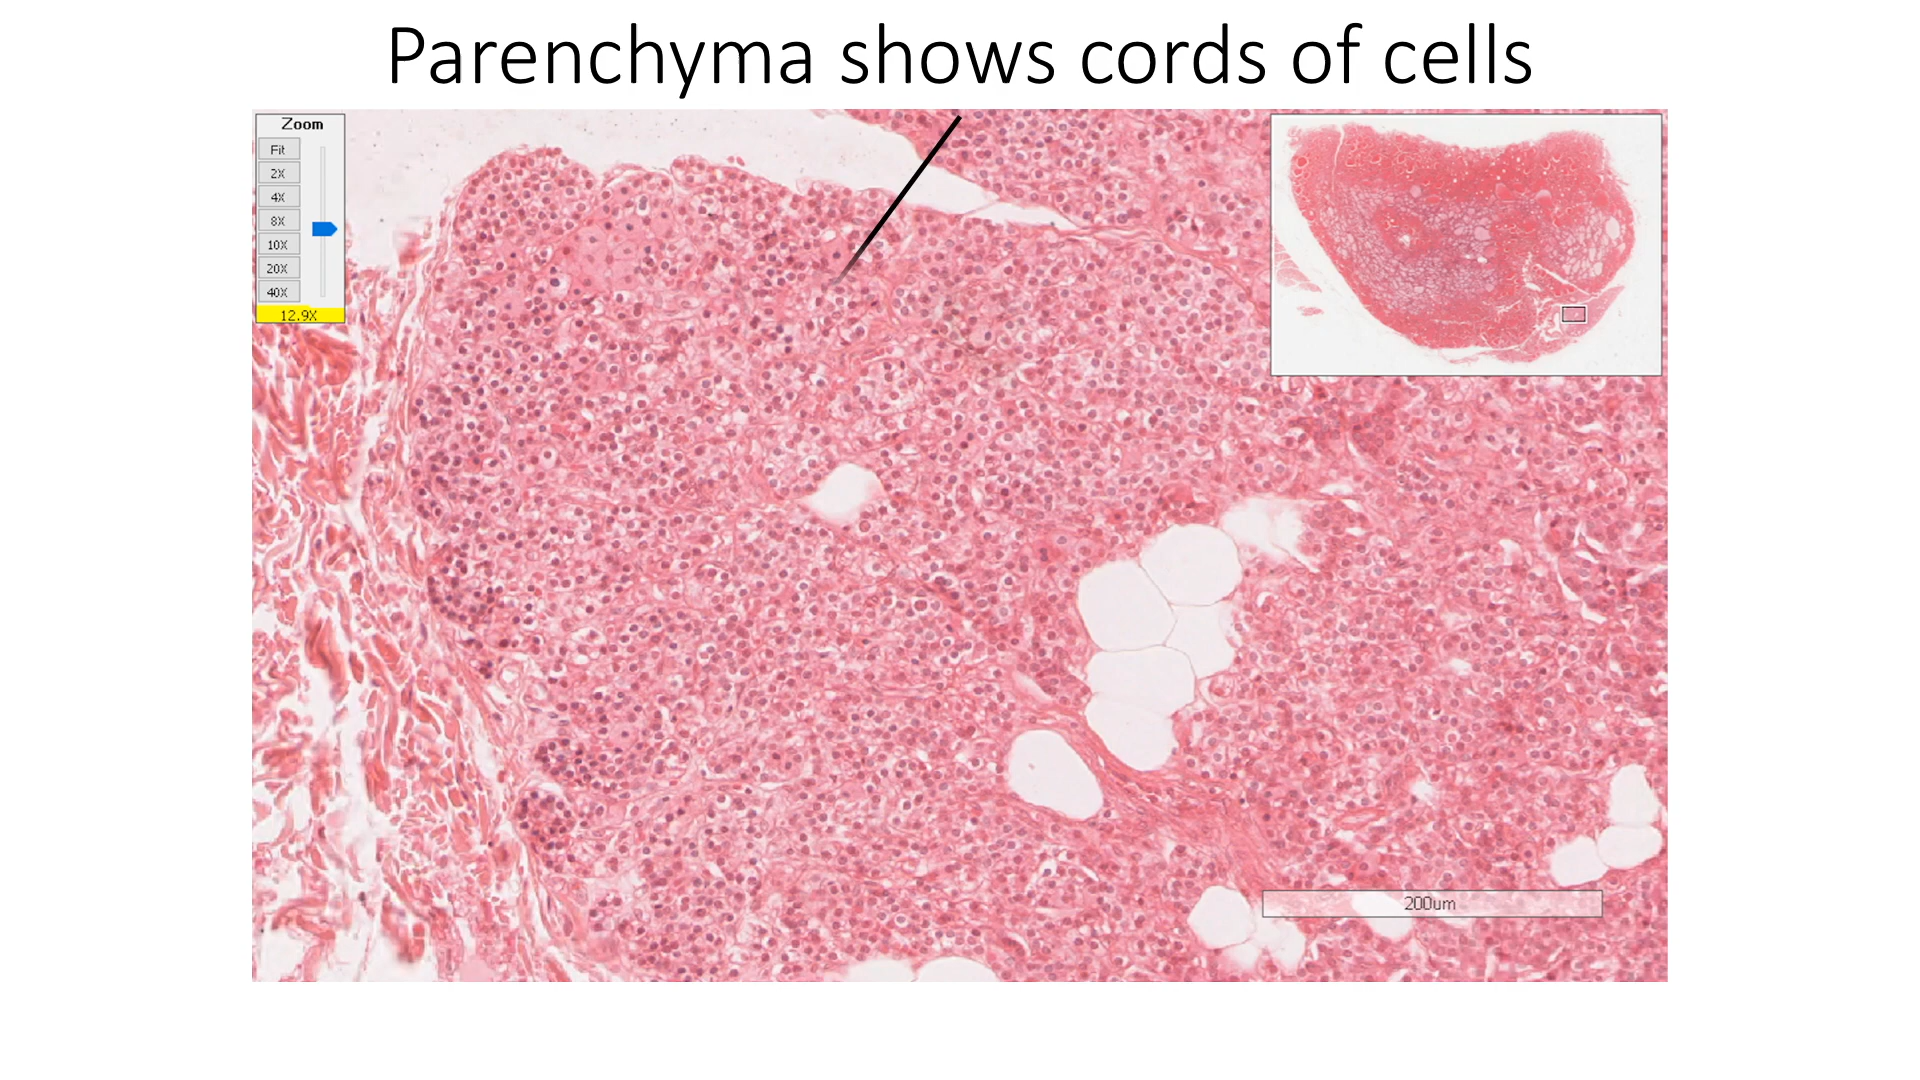 Parenchyma shows cords of cells
Zoom
Fit
2X
4X
8X
10X
20X
40X
12.9X
200um